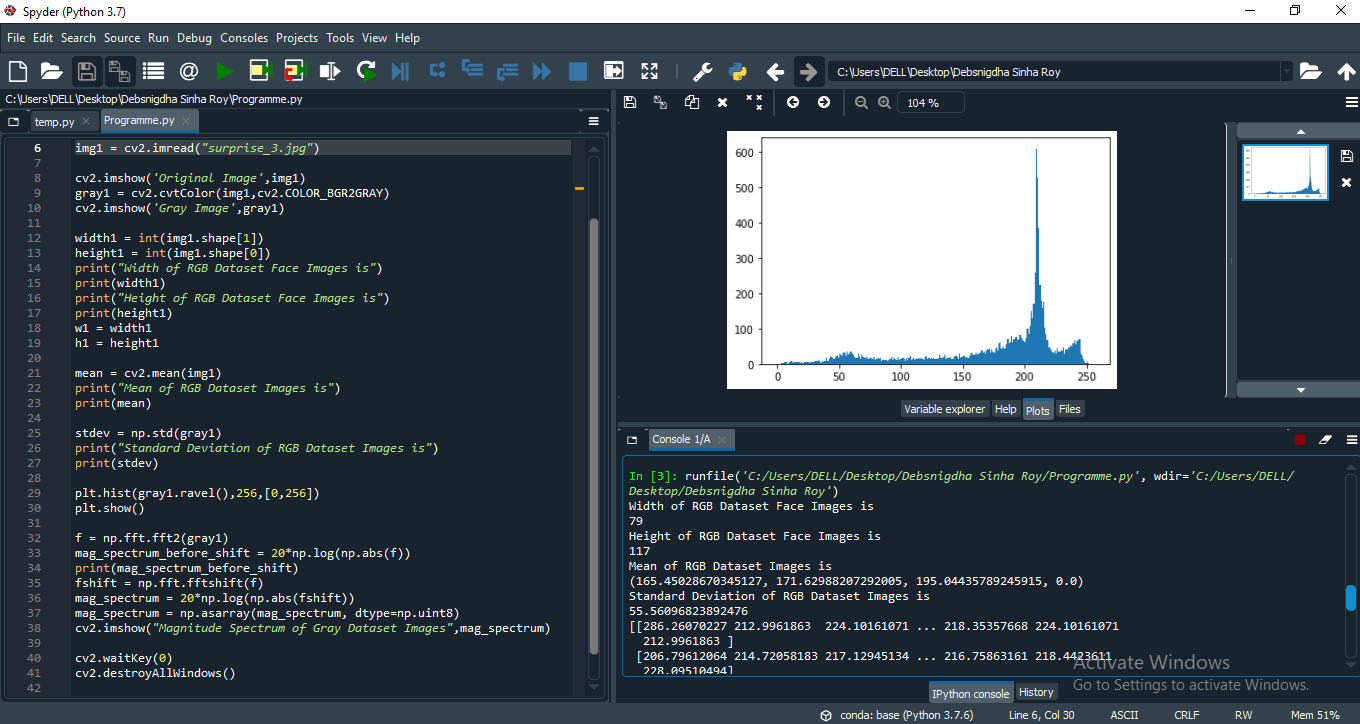 Spyder (Python 3.7)
File Edit Search Source Run Debug Consoles Projects Tools View Help
C:\Users\DELL\Desktop\Debsnigdha Sinha Roy
C:\Users\DELL\Desktop\Debsnigdha Sinha Roy\Programme.py
temp.py Programme.py
6 img1 = cv2.imread("surprise_3.jpg")
7
8 cv2.imshow('Original Image',img1)
9 gray1 = cv2.cvtColor(img1,cv2.COLOR_BGR2GRAY)
10 cv2.imshow('Gray Image',gray1)
11
12 width1 = int(img1.shape[1])
13 height1 = int(img1.shape[0])
14 print("Width of RGB Dataset Face Images is")
15 print(width1)
16 print("Height of RGB Dataset Face Images is")
17 print(height1)
18 w1 = width1
19 h1 = height1
20
21 mean = cv2.mean(img1)
22 print("Mean of RGB Dataset Images is")
23 print(mean)
24
25 stdev = np.std(gray1)
26 print("Standard Deviation of RGB Dataset Images is")
27 print(stdev)
28
29 plt.hist(gray1.ravel(),256,[0,256])
30 plt.show()
31
32 f = np.fft.fft2(gray1)
33 mag_spectrum_before_shift = 20*np.log(np.abs(f))
34 print(mag_spectrum_before_shift)
35 fshift = np.fft.fftshift(f)
36 mag_spectrum = 20*np.log(np.abs(fshift))
37 mag_spectrum = np.asarray(mag_spectrum, dtype=np.uint8)
38 cv2.imshow("Magnitude Spectrum of Gray Dataset Images",mag_spectrum)
39
40 cv2.waitKey(0)
41 cv2.destroyAllWindows()
42
104 %
600
500
400
300
200
100
0
0 50 100 150 200 250
Variable explorer Help Plots Files
Console 1/A
In [3]: runfile('C:/Users/DELL/Desktop/Debsnigdha Sinha Roy/Programme.py', wdir='C:/Users/DELL/
Desktop/Debsnigdha Sinha Roy')
Width of RGB Dataset Face Images is
79
Height of RGB Dataset Face Images is
117
Mean of RGB Dataset Images is
(165.45028670345127, 171.62988207292005, 195.04435789245915, 0.0)
Standard Deviation of RGB Dataset Images is
55.56096823892476
[[286.26070227 212.9961863 224.10161071 ... 218.35357668 224.10161071
212.9961863 ]
[206.79612064 214.72058183 217.12945134 ... 216.75863161 218.4423611
228.09510494]
Activate Windows
Go to Settings to activate Windows.
IPython console History
conda: base (Python 3.7.6) Line 6, Col 30 ASCII CRLF RW Mem 51%